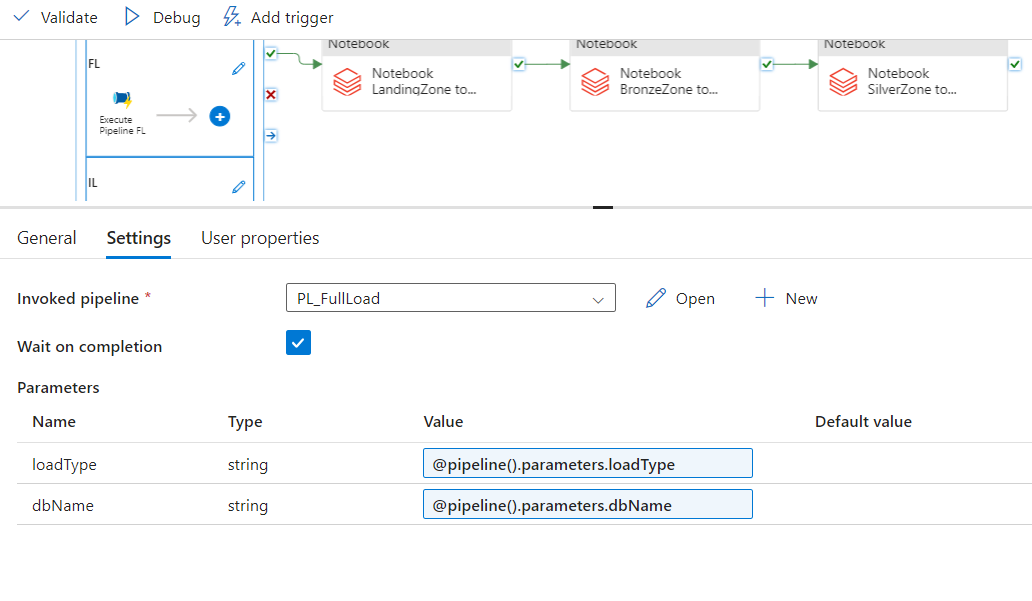 Validate Debug Add trigger
Notebook Notebook Notebook
FL
Notebook
LandingZone to...
Notebook
BronzeZone to...
Notebook
SilverZone to...
Execute
Pipeline FL
IL
General Settings User properties
Invoked pipeline * PL_FullLoad Open New
Wait on completion
Parameters
Name Type Value Default value
loadType string @pipeline().parameters.loadType
dbName string @pipeline().parameters.dbName